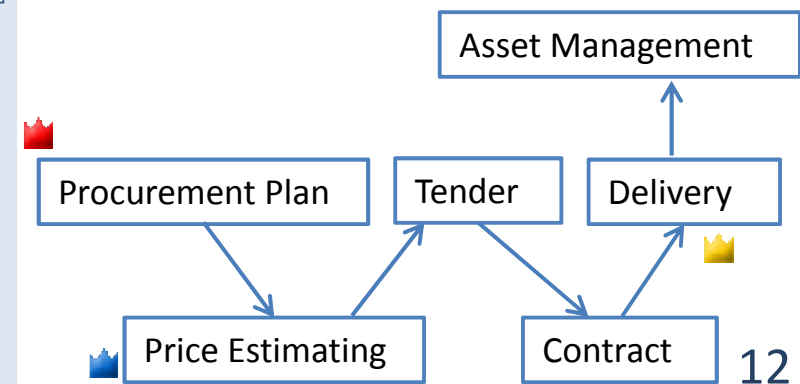 Asset Management
Procurement Plan
Tender
Delivery
Price Estimating
Contract
12